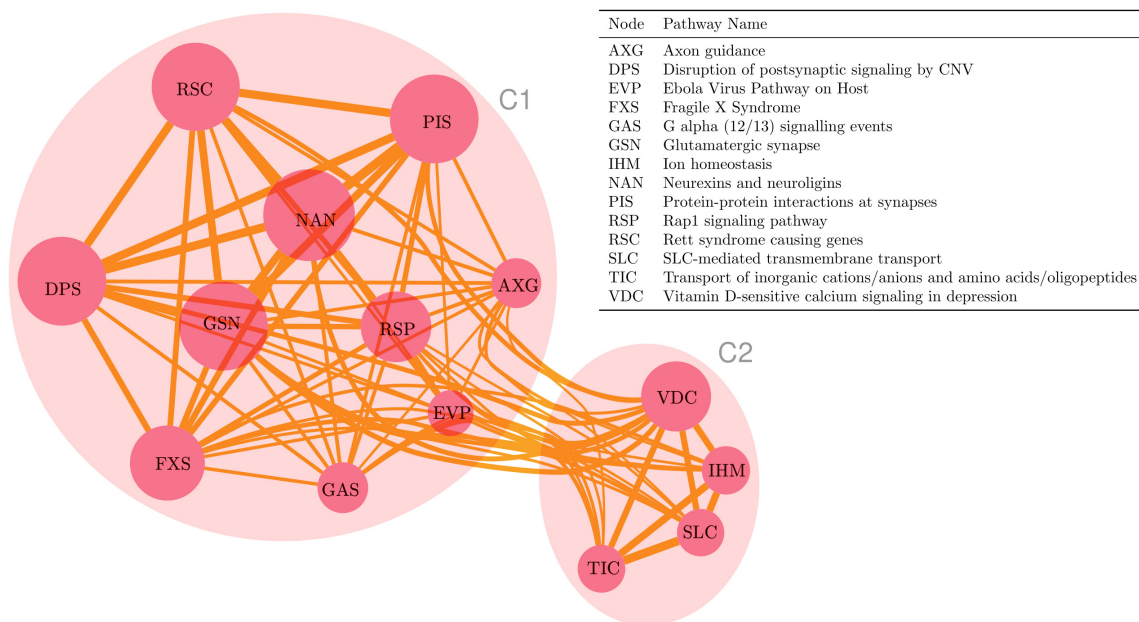 RSC
PIS
C1
NAN
DPS
AXG
GSN
RSP
EVP
FXS
GAS
C2
VDC
IHM
SLC
TIC
Node Pathway Name
AXG Axon guidance
DPS Disruption of postsynaptic signaling by CNV
EVP Ebola Virus Pathway on Host
FXS Fragile X Syndrome
GAS G alpha (12/13) signalling events
GSN Glutamatergic synapse
IHM Ion homeostasis
NAN Neurexins and neuroligins
PIS Protein-protein interactions at synapses
RSP Rap1 signaling pathway
RSC Rett syndrome causing genes
SLC SLC-mediated transmembrane transport
TIC Transport of inorganic cations/anions and amino acids/oligopeptides
VDC Vitamin D-sensitive calcium signaling in depression